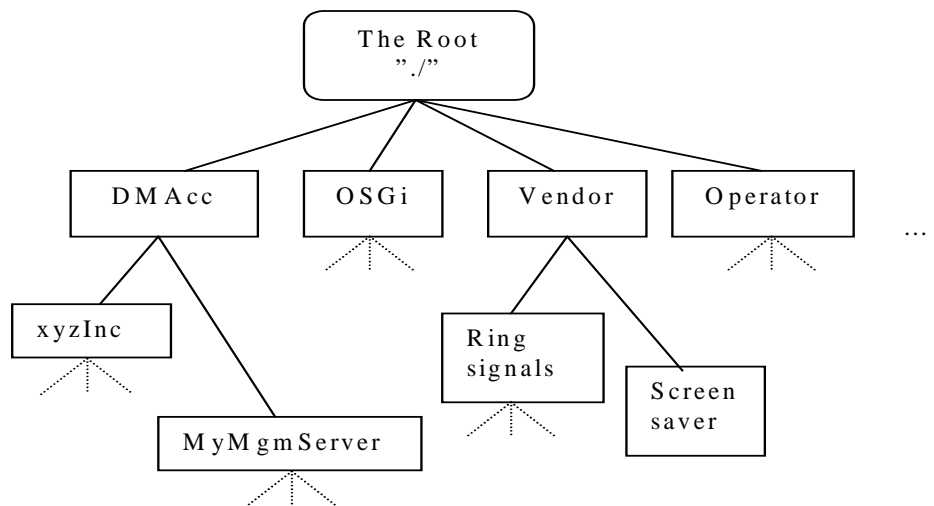 The Root
”./”
DMAcc
OSGi
Vendor
Operator
...
xyzInc
Ring
signals
Screen
saver
MyMgmServer